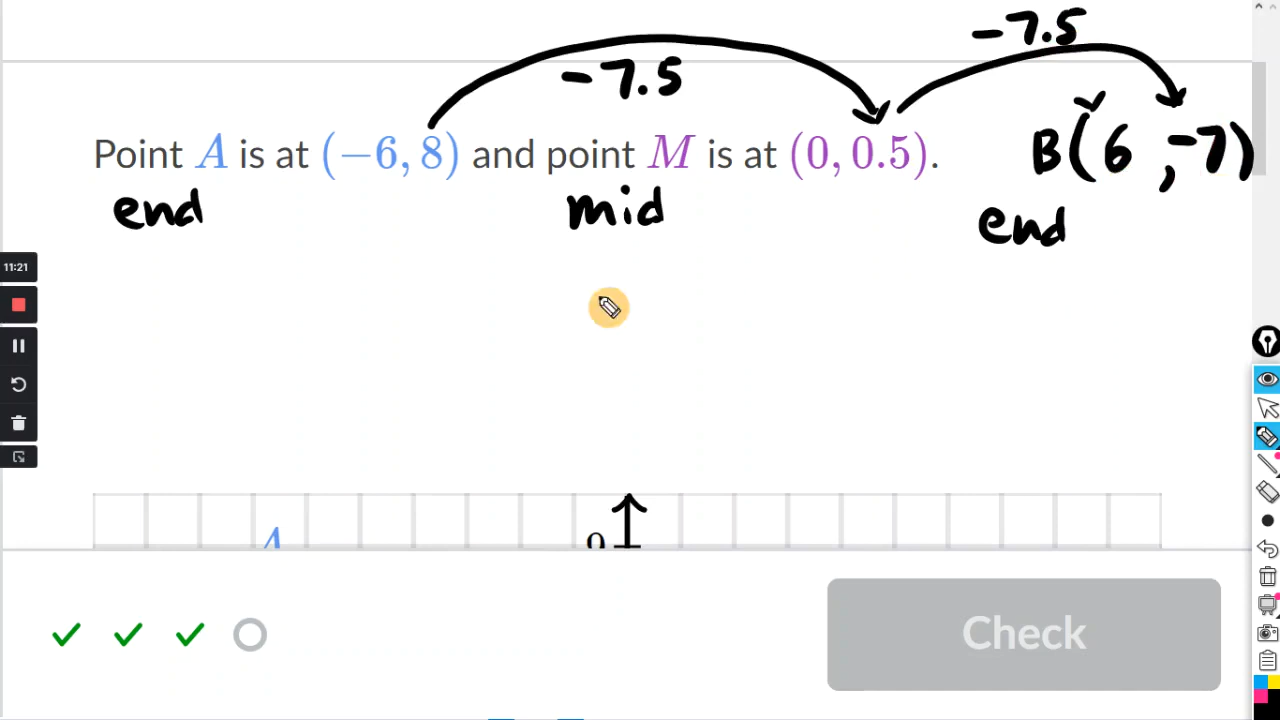 -7.5
-7.5
Point A is at (-6, 8) and point M is at (0, 0.5).
B(6, -7)
end
mid
end
11:21
A
9
Check